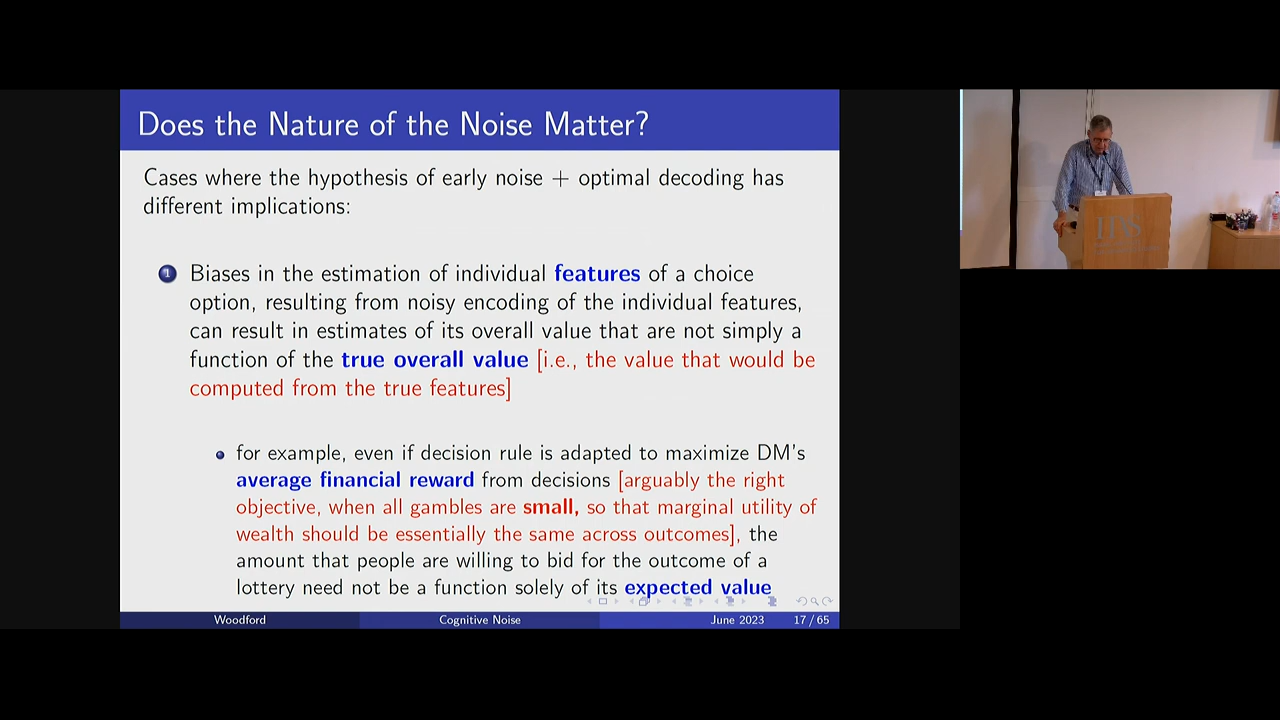 Does the Nature of the Noise Matter?
Cases where the hypothesis of early noise + optimal decoding has
different implications:
1 Biases in the estimation of individual features of a choice
option, resulting from noisy encoding of the individual features,
can result in estimates of its overall value that are not simply a
function of the true overall value [i.e., the value that would be
computed from the true features]
for example, even if decision rule is adapted to maximize DM's
average financial reward from decisions [arguably the right
objective, when all gambles are small, so that marginal utility of
wealth should be essentially the same across outcomes], the
amount that people are willing to bid for the outcome of a
lottery need not be a function solely of its expected value
Woodford Cognitive Noise June 2023 17 / 65